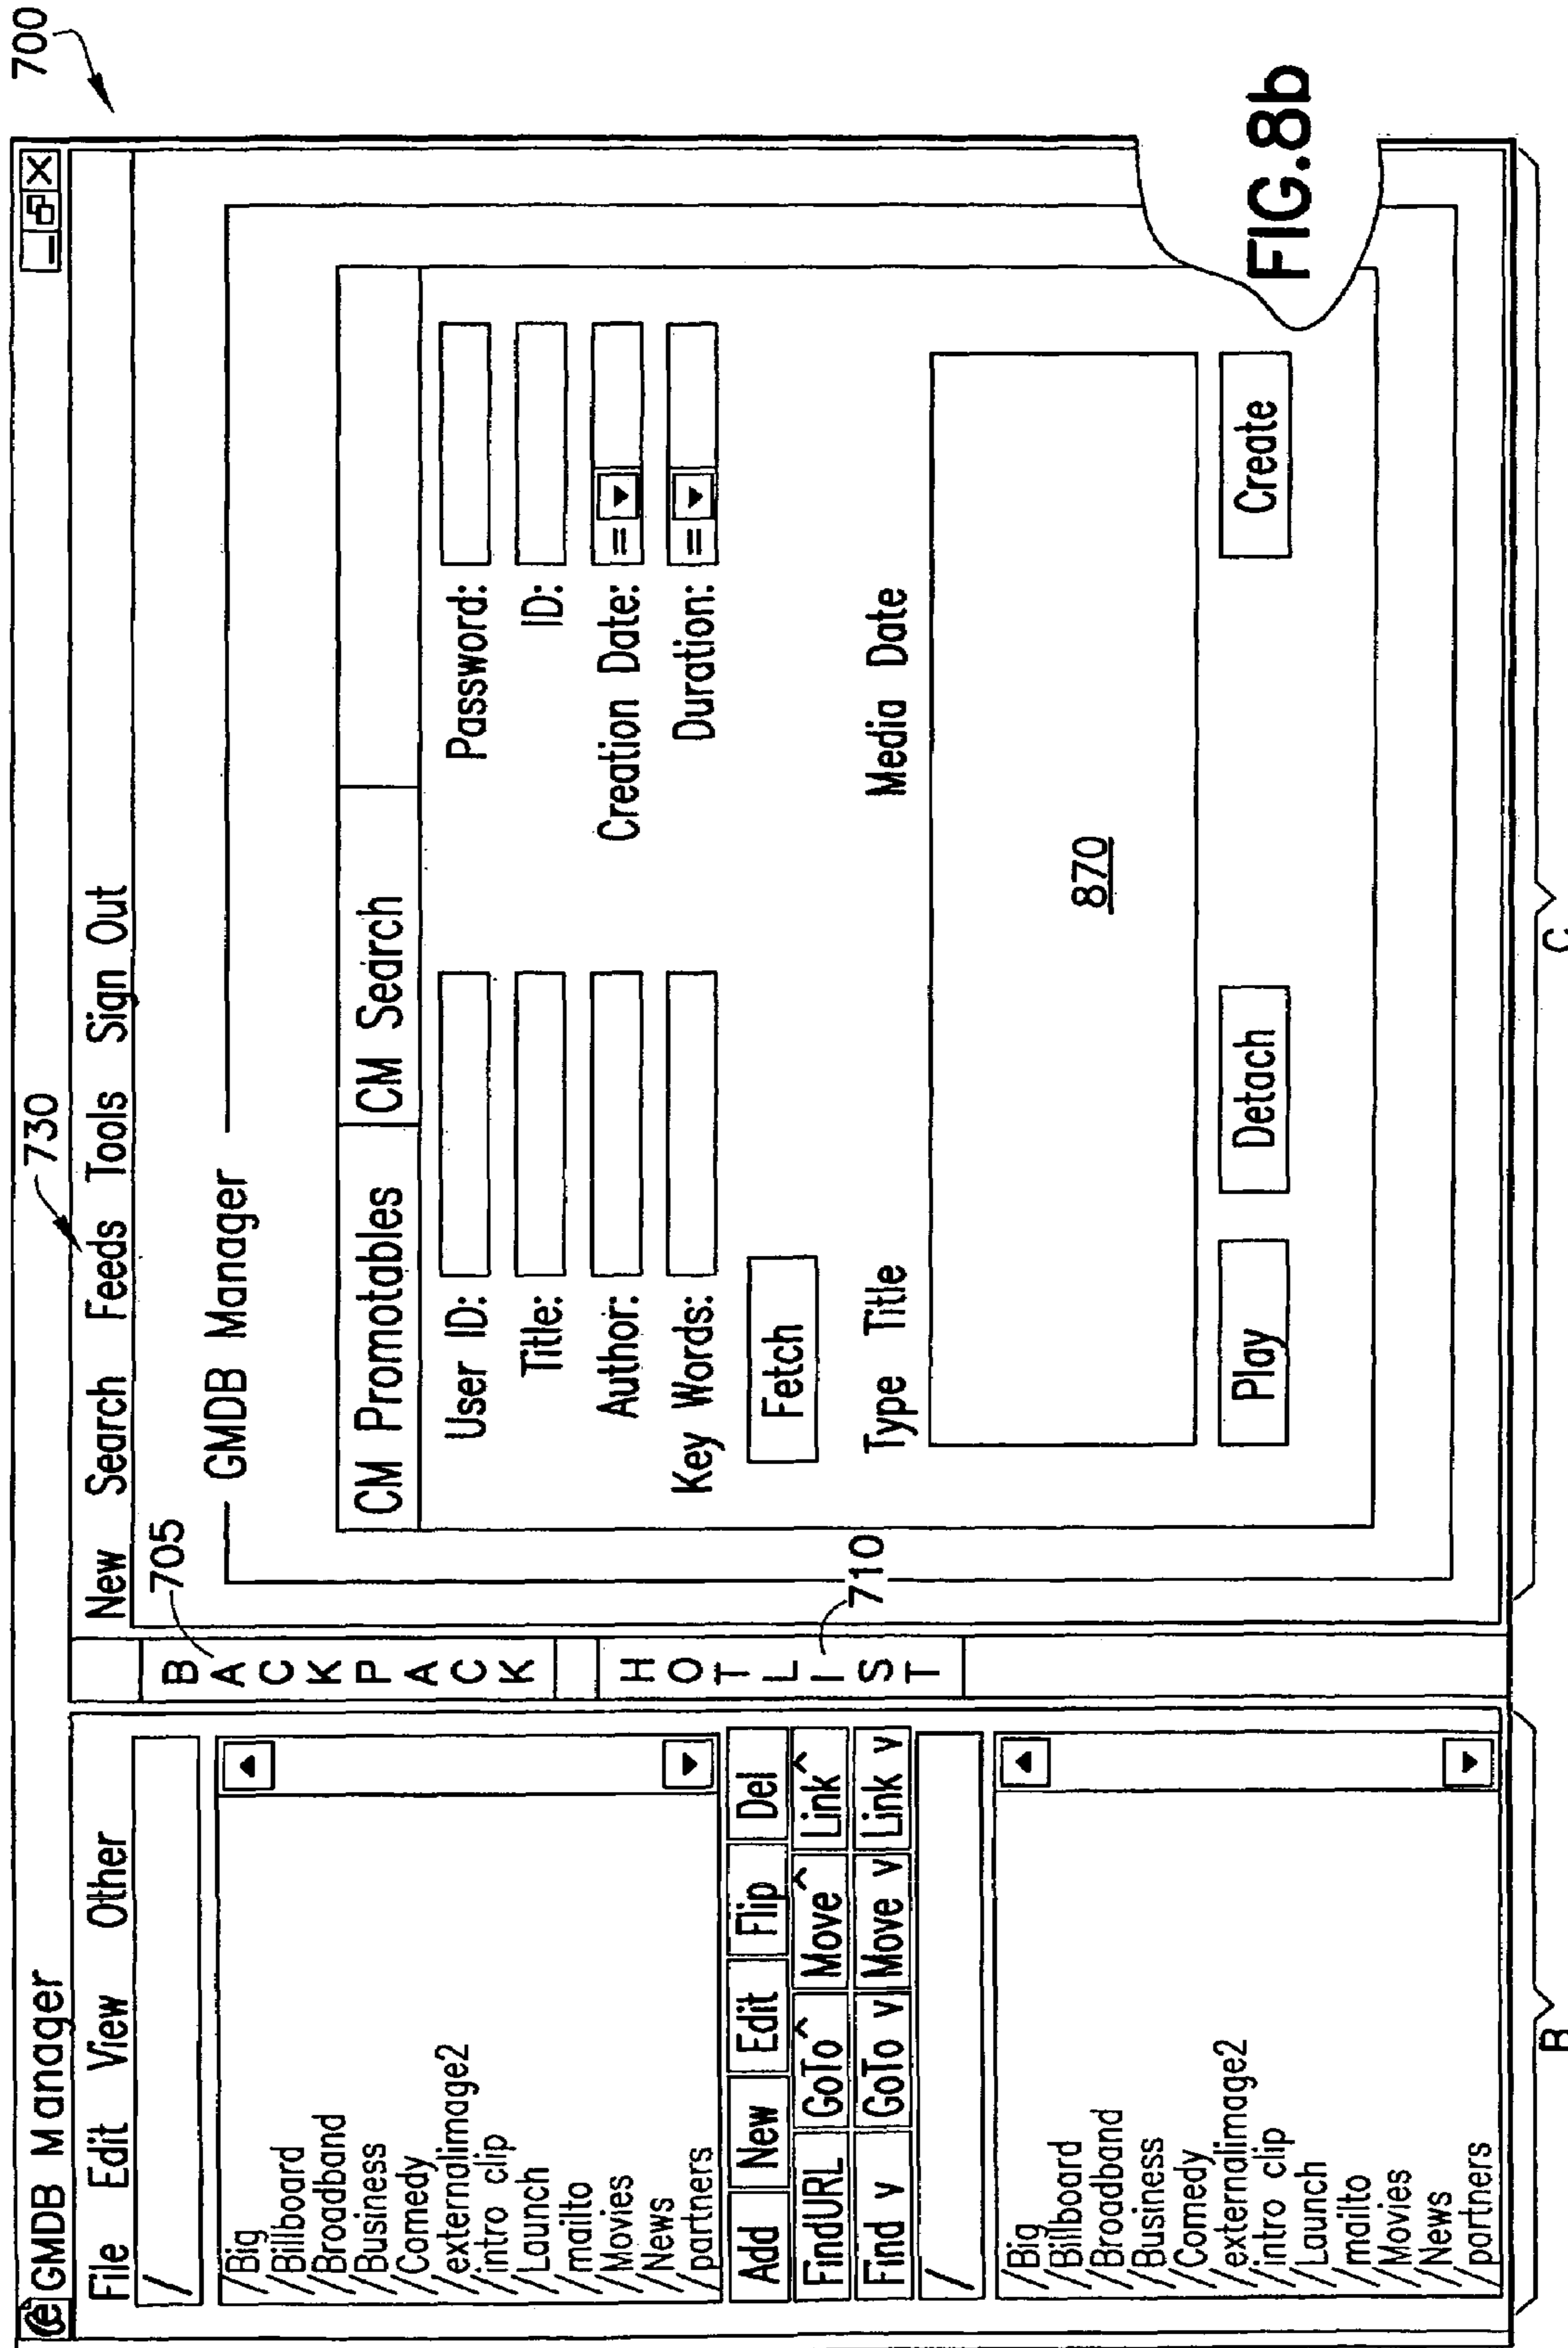 700
GMDB Manager
730
File Edit View Other
New Search Feeds Tools Sign Out
/
/Big
/Billboard
/Broadband
/Business
/Comedy
/externalimage2
/intro clip
/Launch
/mailto
/Movies
/News
/partners
Add New Edit Flip Del
FindURL GoTo^ Move^ Link^
Find v GoTo v Move v Link v
/
/Big
/Billboard
/Broadband
/Business
/Comedy
/externalimage2
/intro clip
/Launch
/mailto
/Movies
/News
/partners
B
BACKPACK
705
HOTLIST
710
GMDB Manager
CM Promotables CM Search
User ID: Password:
Title: ID:
Author: Creation Date: =
Key Words: Duration: =
Fetch
Type Title Media Date
870
Play Detach Create
C
FIG.8b